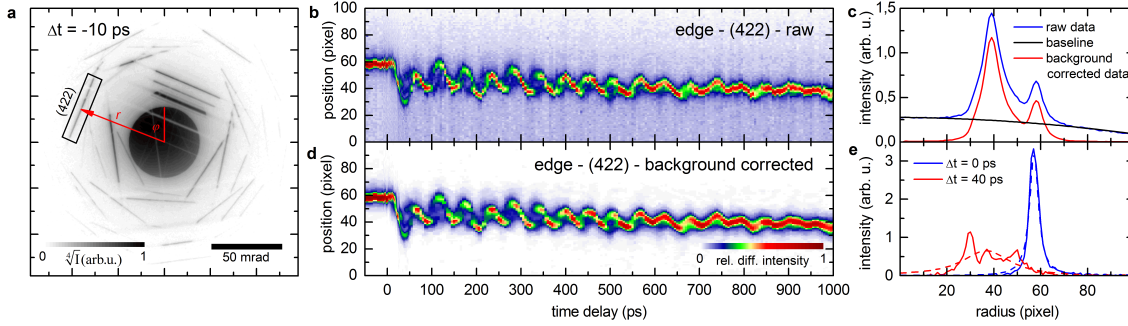 a
Δt = -10 ps
(422)
r
φ
0 ∜I (arb.u.) 1
50 mrad
b
edge - (422) - raw
position (pixel)
100
80
60
40
20
0
d
edge - (422) - background corrected
position (pixel)
100
80
60
40
20
0
0 1
rel. diff. intensity
0 100 200 300 400 500 600 700 800 900 1000
time delay (ps)
c
raw data
baseline
background
corrected data
intensity (arb. u.)
1.5
1.0
0.5
0.0
e
Δt = 0 ps
Δt = 40 ps
intensity (arb. u.)
3
2
1
0
20 40 60 80
radius (pixel)